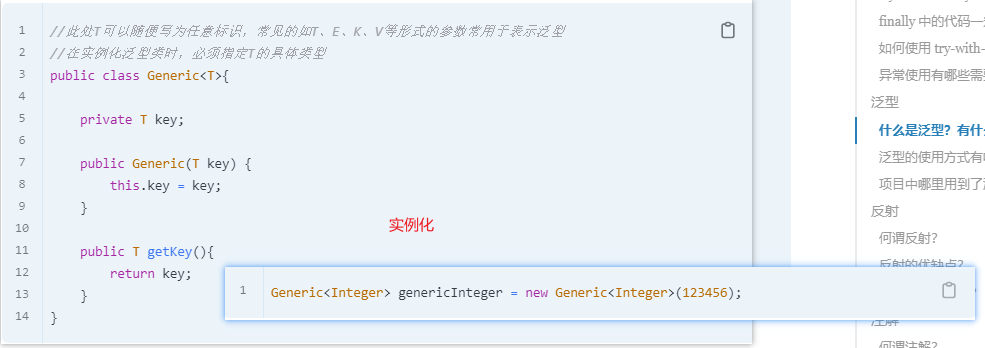 1 //此处T可以随便写为任意标识，常见的如T、E、K、V等形式的参数常用于表示泛型
2 //在实例化泛型类时，必须指定T的具体类型
3 public class Generic<T>{
4
5 private T key;
6
7 public Generic(T key) {
8 this.key = key;
9 }
10
实例化
11 public T getKey(){
12 return key;
13 }
14 }
1 Generic<Integer> genericInteger = new Generic<Integer>(123456);
finally 中的代码一
如何使用 try-with-
异常使用有哪些需
泛型
什么是泛型？有什
泛型的使用方式有
项目中哪里用到了
反射
何谓反射？
反射的优缺点？
注解
何谓注解？